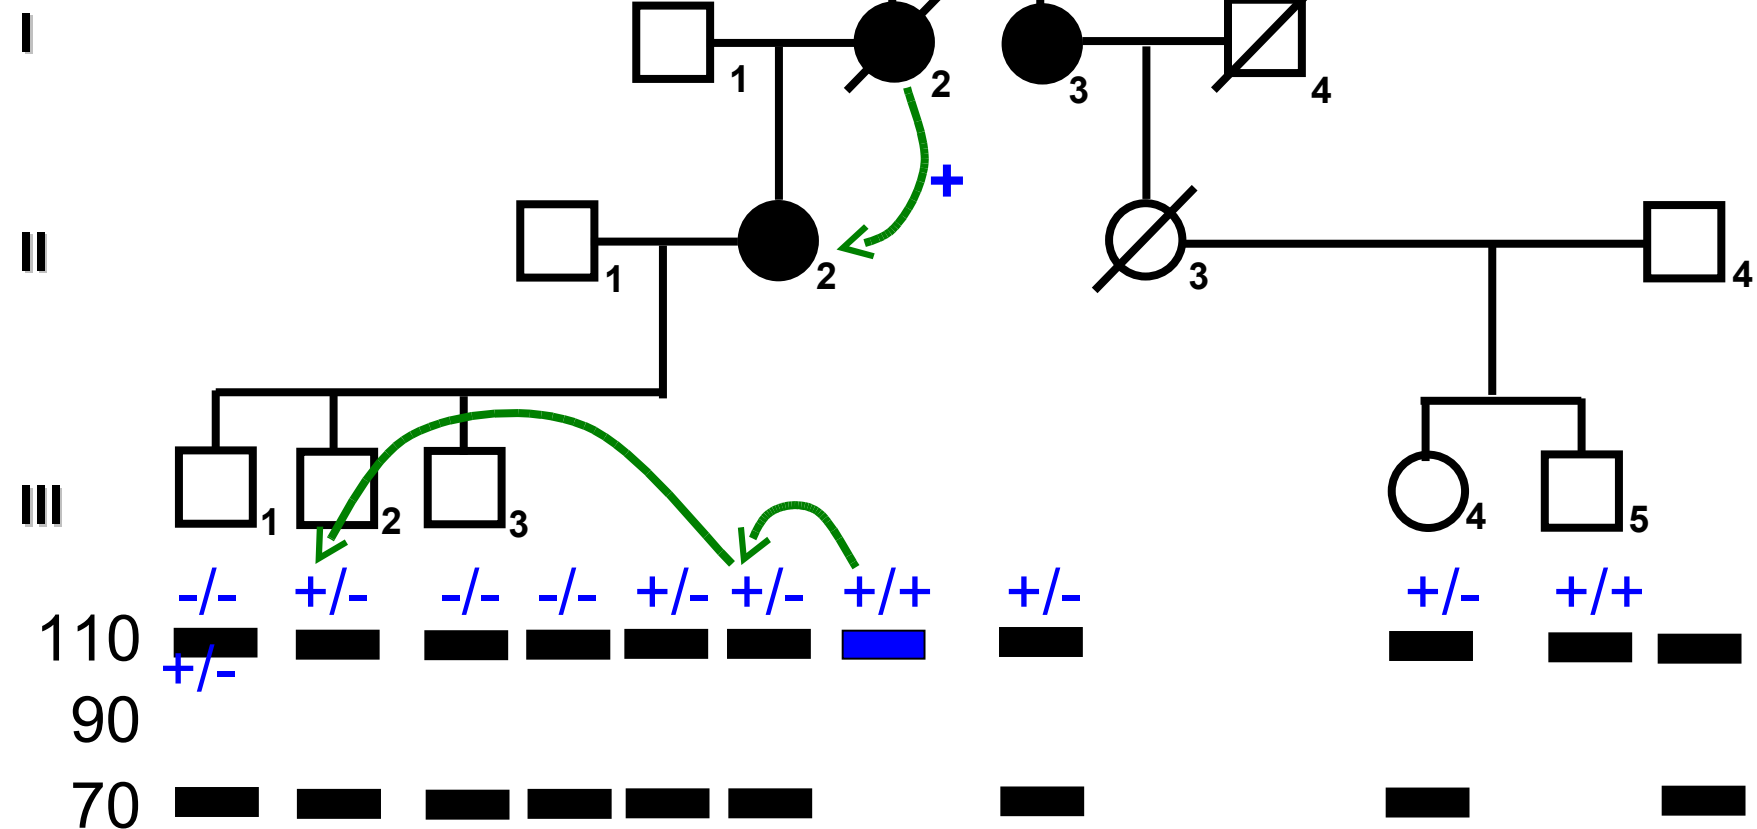 I
1 2 3 4
+
II
1 2 3 4
III
1 2 3 4 5
-/- +/- -/- -/- +/- +/- +/+ +/- +/- +/+
110
+/-
90
70